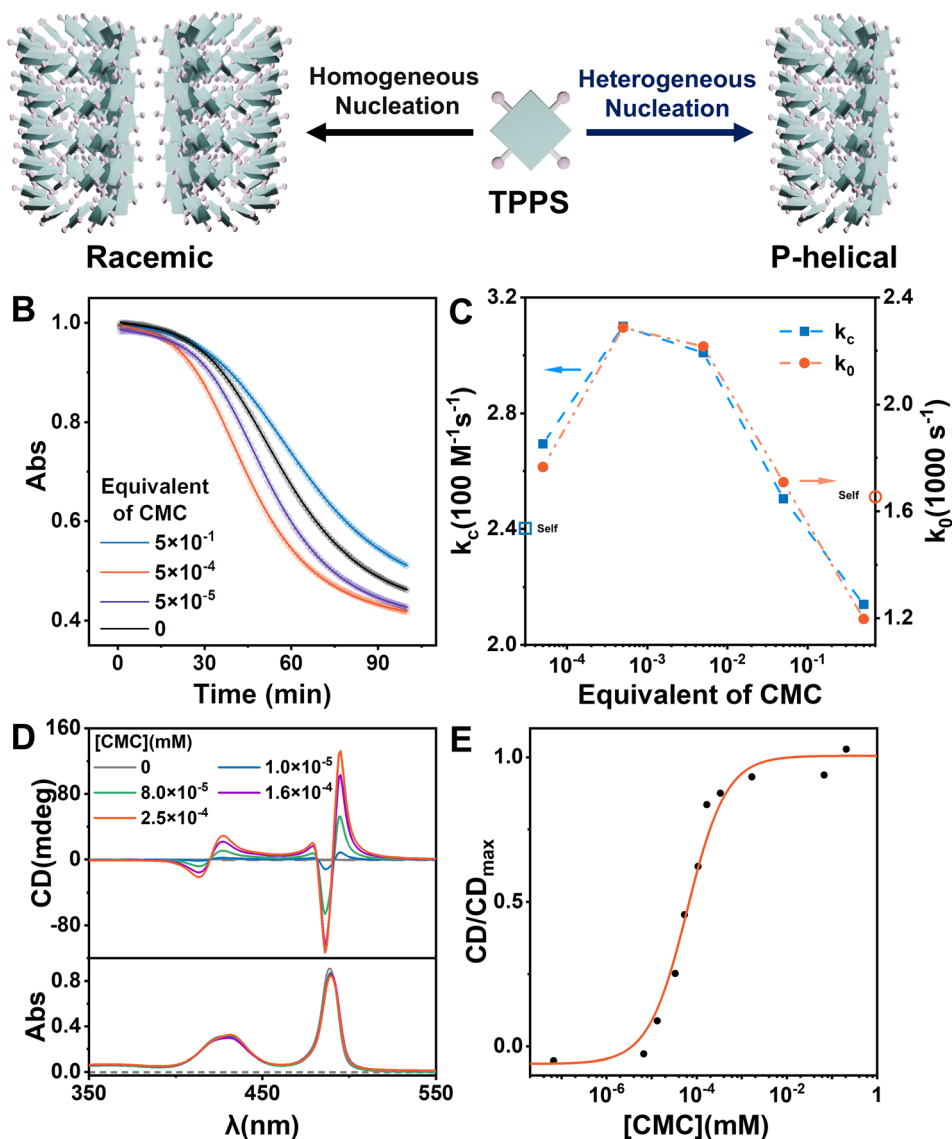 Homogeneous
Nucleation
Heterogeneous
Nucleation
TPPS
Racemic
P-helical
B
1.0
0.8
0.6
0.4
Abs
Equivalent
of CMC
5×10⁻¹
5×10⁻⁴
5×10⁻⁵
0
0 30 60 90
Time (min)
C
3.2
2.8
2.4
2.0
k_c(100 M⁻¹s⁻¹)
k_c
k_0
Self
Self
2.4
2.0
1.6
1.2
k_0(1000 s⁻¹)
10⁻⁴ 10⁻³ 10⁻² 10⁻¹
Equivalent of CMC
D
160
80
0
-80
CD(mdeg)
[CMC](mM)
0 1.0×10⁻⁵
8.0×10⁻⁵ 1.6×10⁻⁴
2.5×10⁻⁴
0.8
0.4
0.0
Abs
350 450 550
λ(nm)
E
1.0
0.5
0.0
CD/CD_max
10⁻⁶ 10⁻⁴ 10⁻² 1
[CMC](mM)